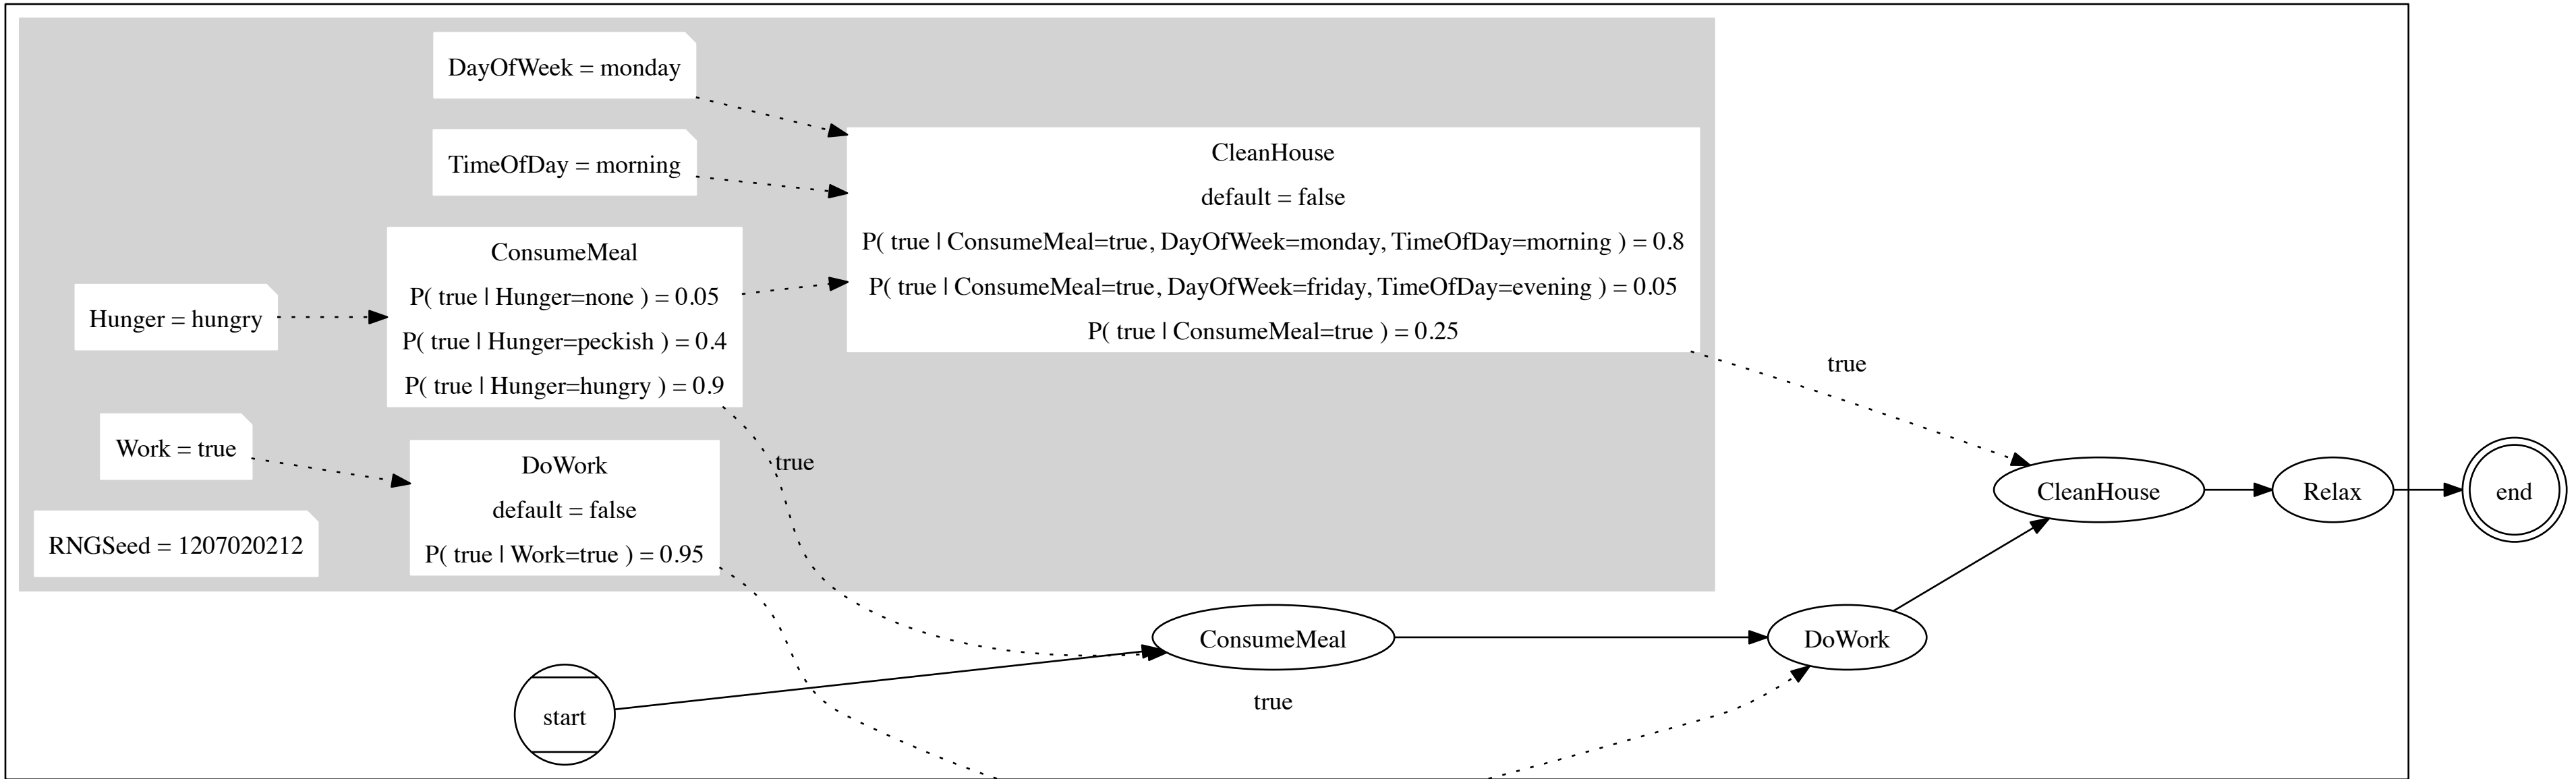 DayOfWeek = monday
TimeOfDay = morning
CleanHouse
default = false
P( true | ConsumeMeal=true, DayOfWeek=monday, TimeOfDay=morning ) = 0.8
P( true | ConsumeMeal=true, DayOfWeek=friday, TimeOfDay=evening ) = 0.05
P( true | ConsumeMeal=true ) = 0.25
ConsumeMeal
P( true | Hunger=none ) = 0.05
P( true | Hunger=peckish ) = 0.4
P( true | Hunger=hungry ) = 0.9
Hunger = hungry
Work = true
DoWork
default = false
P( true | Work=true ) = 0.95
RNGSeed = 1207020212
true
true
CleanHouse
Relax
end
ConsumeMeal
DoWork
true
start